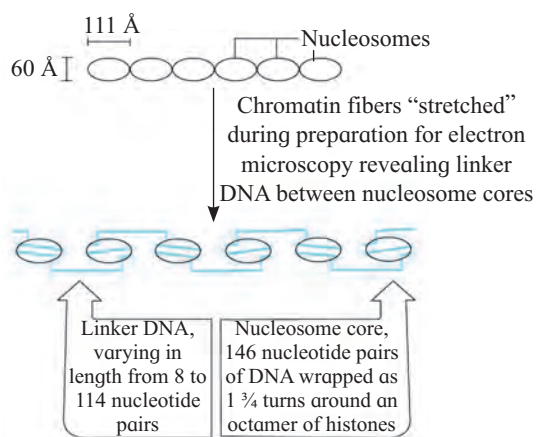 111 Å
Nucleosomes
60 Å
Chromatin fibers “stretched”
during preparation for electron
microscopy revealing linker
DNA between nucleosome cores
Linker DNA,
varying in
length from 8 to
114 nucleotide
pairs
Nucleosome core,
146 nucleotide pairs
of DNA wrapped as
1 ¾ turns around an
octamer of histones